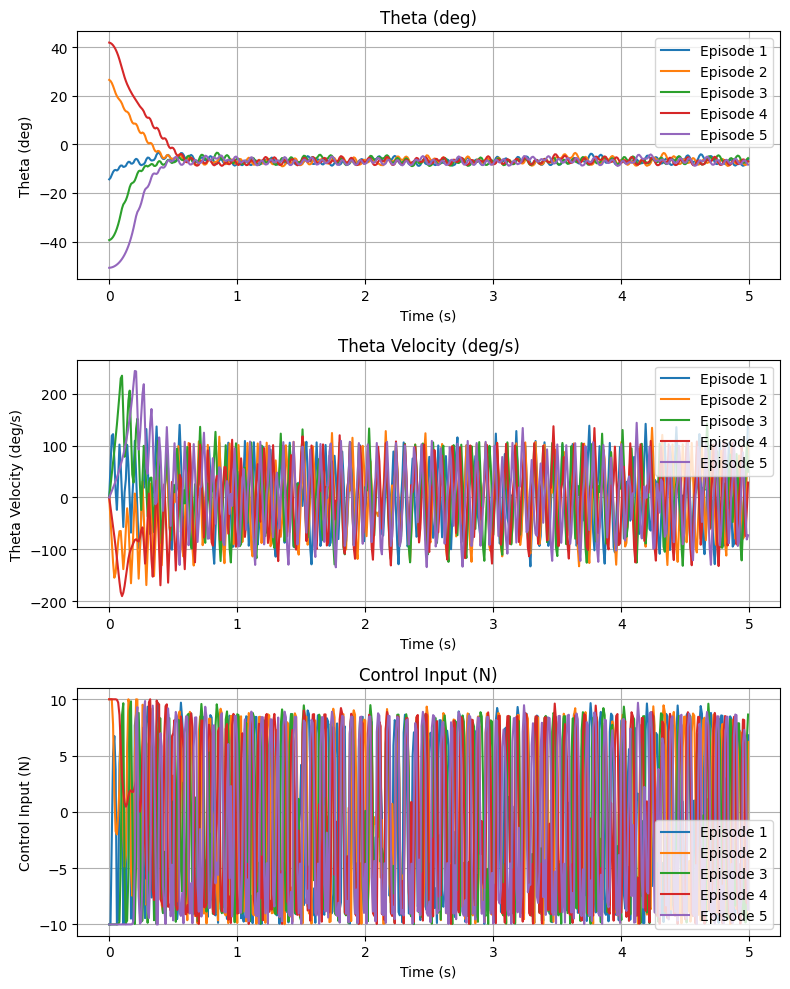 Theta (deg)
Theta (deg)
40
20
0
−20
−40
Episode 1
Episode 2
Episode 3
Episode 4
Episode 5
0
1
2
3
4
5
Time (s)
Theta Velocity (deg/s)
Theta Velocity (deg/s)
200
100
0
−100
−200
Episode 1
Episode 2
Episode 3
Episode 4
Episode 5
0
1
2
3
4
5
Time (s)
Control Input (N)
Control Input (N)
10
5
0
−5
−10
Episode 1
Episode 2
Episode 3
Episode 4
Episode 5
0
1
2
3
4
5
Time (s)